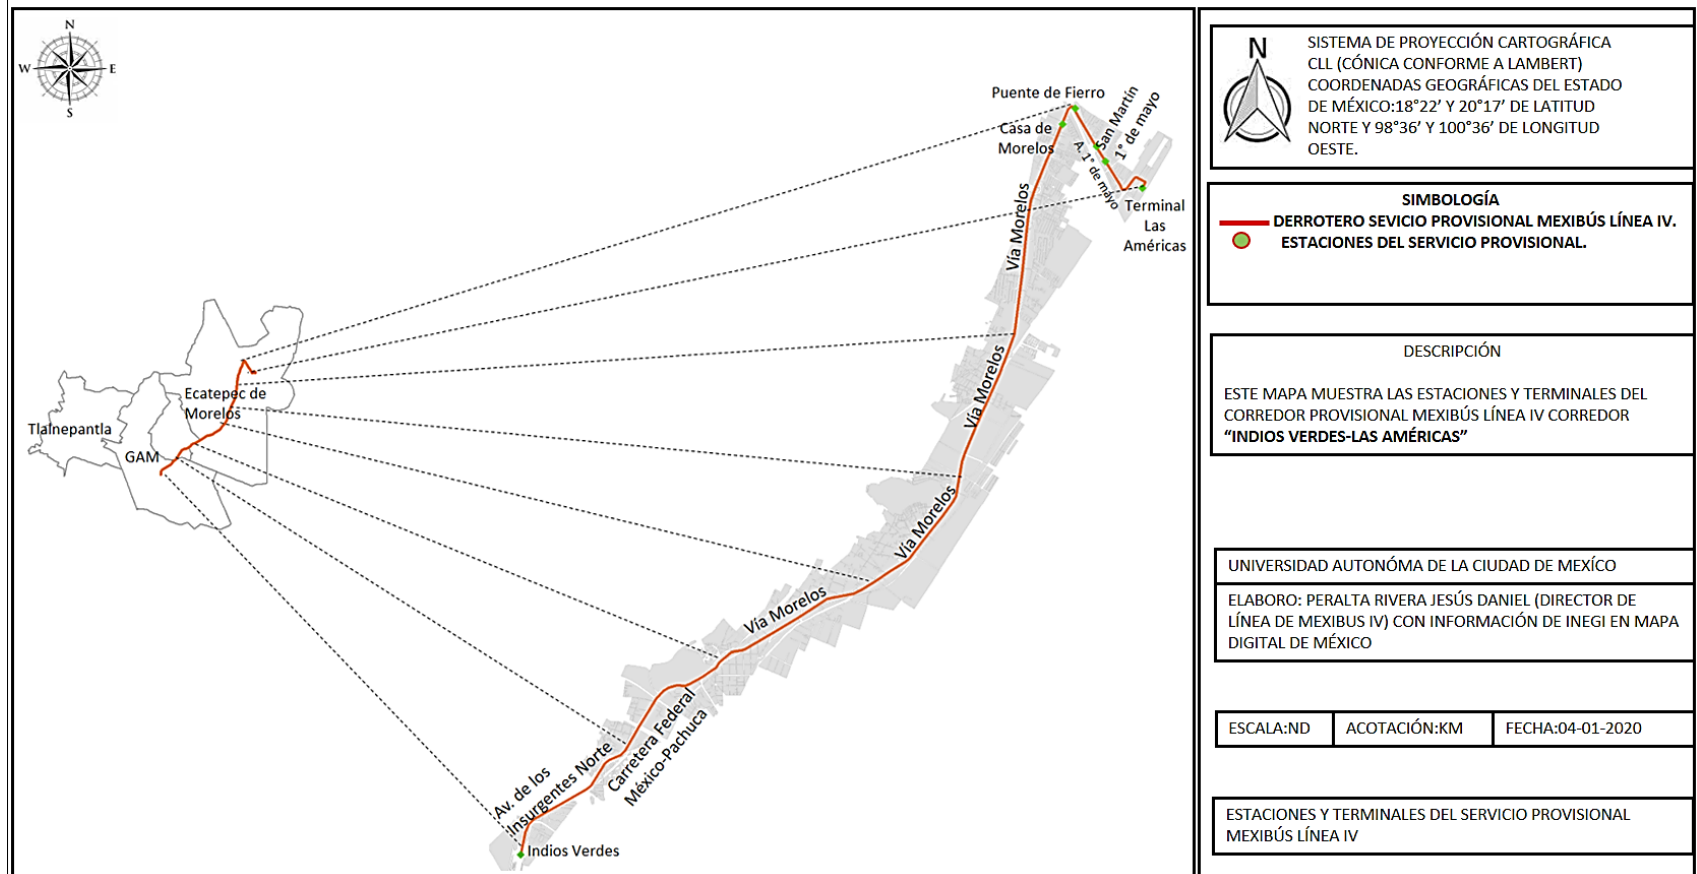 N
W
E
S
Puente de Fierro
Casa de
Morelos
San Martín
1° de mayo
A. 1° de mayo
Terminal
Las
Américas
Vía Morelos
Vía Morelos
Vía Morelos
Vía Morelos
Carretera Federal
México-Pachuca
Av. de los
Insurgentes Norte
Indios Verdes
Ecatepec de
Morelos
Tlalnepantla
GAM
N
SISTEMA DE PROYECCIÓN CARTOGRÁFICA
CLL (CÓNICA CONFORME A LAMBERT)
COORDENADAS GEOGRÁFICAS DEL ESTADO
DE MÉXICO:18°22’ Y 20°17’ DE LATITUD
NORTE Y 98°36’ Y 100°36’ DE LONGITUD
OESTE.
SIMBOLOGÍA
DERROTERO SEVICIO PROVISIONAL MEXIBÚS LÍNEA IV.
ESTACIONES DEL SERVICIO PROVISIONAL.
DESCRIPCIÓN
ESTE MAPA MUESTRA LAS ESTACIONES Y TERMINALES DEL
CORREDOR PROVISIONAL MEXIBÚS LÍNEA IV CORREDOR
“INDIOS VERDES-LAS AMÉRICAS”
UNIVERSIDAD AUTONÓMA DE LA CIUDAD DE MEXÍCO
ELABORO: PERALTA RIVERA JESÚS DANIEL (DIRECTOR DE
LÍNEA DE MEXIBUS IV) CON INFORMACIÓN DE INEGI EN MAPA
DIGITAL DE MÉXICO
ESCALA:ND
ACOTACIÓN:KM
FECHA:04-01-2020
ESTACIONES Y TERMINALES DEL SERVICIO PROVISIONAL
MEXIBÚS LÍNEA IV